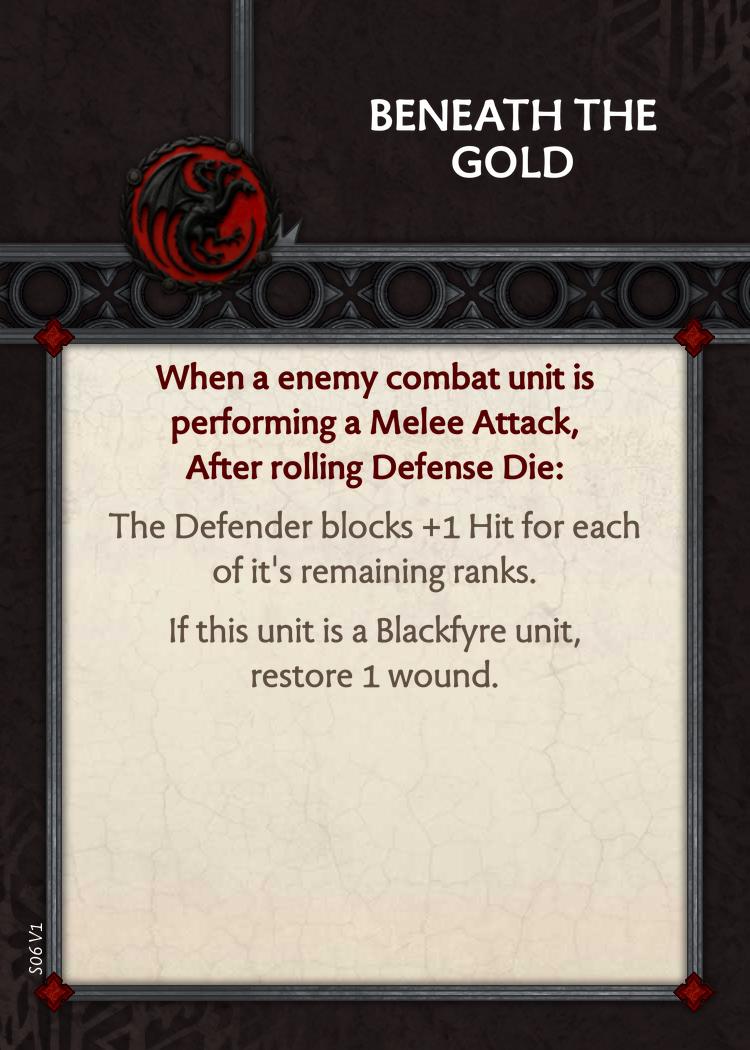 BENEATH THE
GOLD
When a enemy combat unit is
performing a Melee Attack,
After rolling Defense Die:
The Defender blocks +1 Hit for each
of it's remaining ranks.
If this unit is a Blackfyre unit,
restore 1 wound.
S06 V1